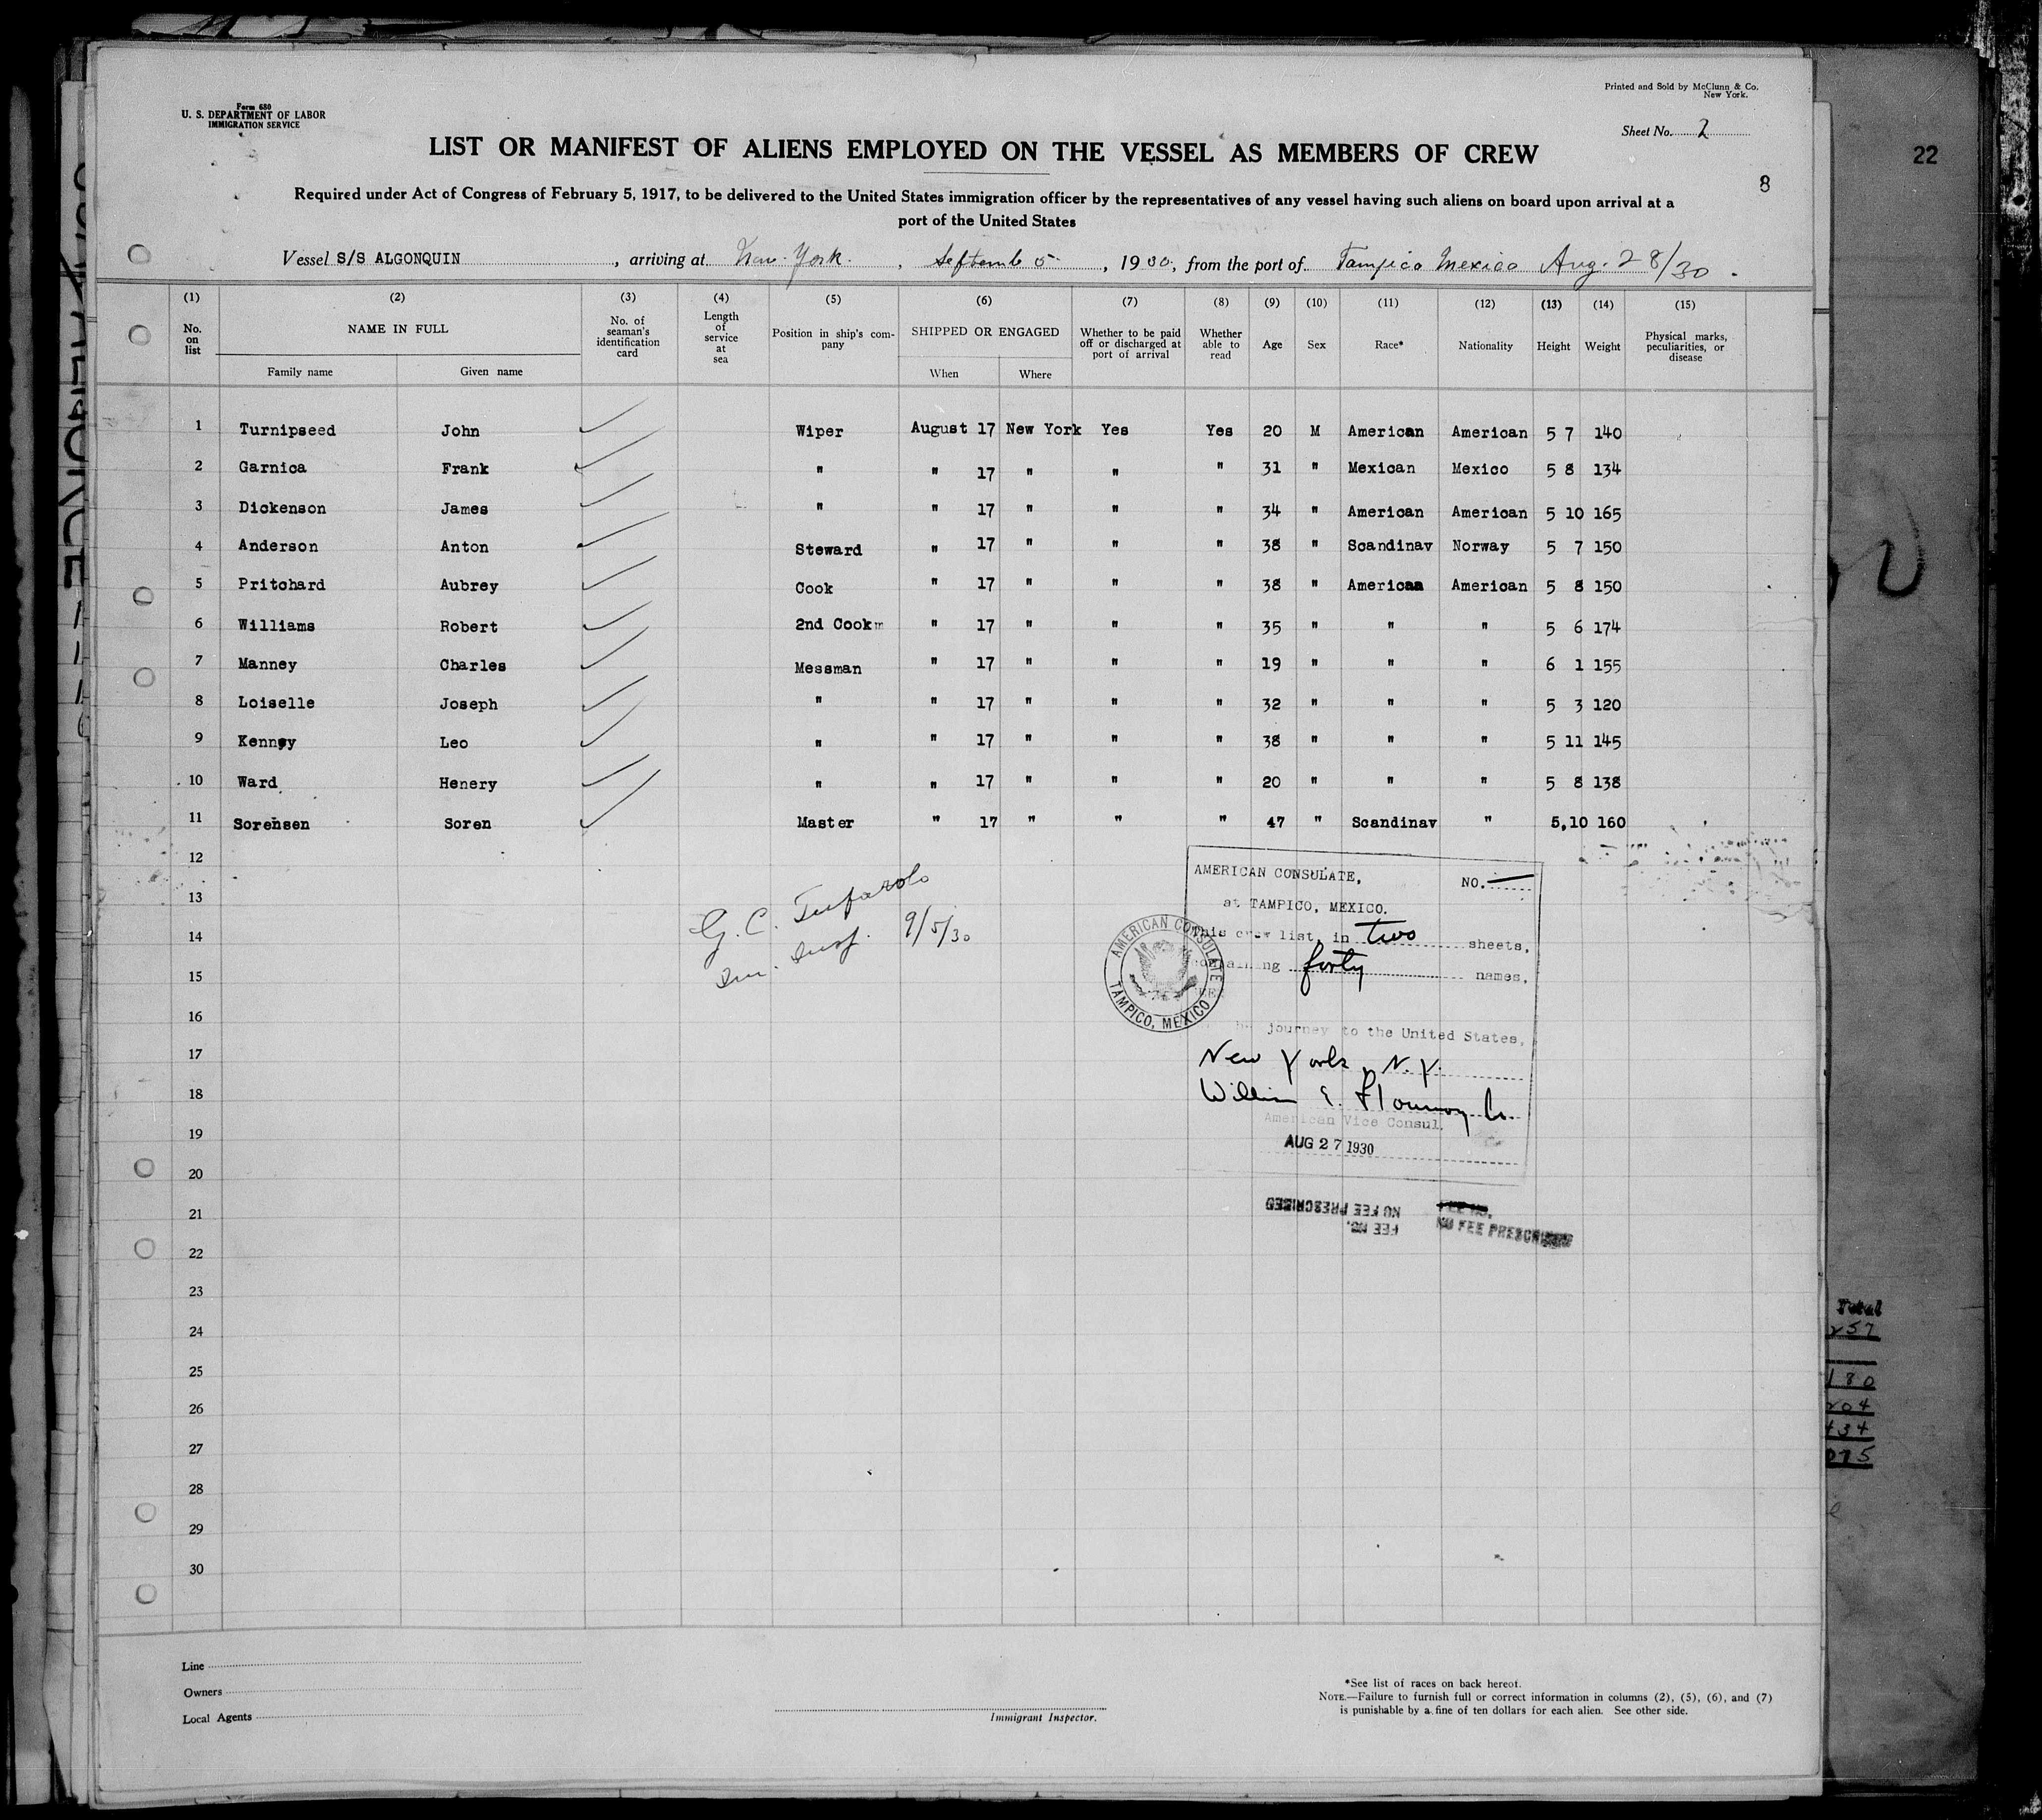 Form 680
U. S. DEPARTMENT OF LABOR
IMMIGRATION SERVICE
Printed and Sold by McClunn & Co.
New York.
Sheet No. 2
LIST OR MANIFEST OF ALIENS EMPLOYED ON THE VESSEL AS MEMBERS OF CREW
22
8
Required under Act of Congress of February 5, 1917, to be delivered to the United States immigration officer by the representatives of any vessel having such aliens on board upon arrival at a
port of the United States
Vessel S/S ALGONQUIN, arriving at New York, Septemb 5, 1930, from the port of Tampico Mexico Aug. 28/30.
(1) (2) (3) (4) (5) (6) (7) (8) (9) (10) (11) (12) (13) (14) (15)
No. on list
NAME IN FULL
Family name Given name
No. of seaman's identification card
Length of service at sea
Position in ship's company
SHIPPED OR ENGAGED
When Where
Whether to be paid off or discharged at port of arrival
Whether able to read
Age Sex Race* Nationality Height Weight
Physical marks, peculiarities, or disease
1 Turnipseed John Wiper August 17 New York Yes Yes 20 M American American 5 7 140
2 Garnica Frank " " 17 " " " 31 " Mexican Mexico 5 8 134
3 Dickenson James " " 17 " " " 34 " American American 5 10 165
4 Anderson Anton Steward " 17 " " " 38 " Scandinav Norway 5 7 150
5 Pritchard Aubrey Cook " 17 " " " 38 " American American 5 8 150
6 Williams Robert 2nd Cook " 17 " " " 35 " " " 5 6 174
7 Manney Charles Messman " 17 " " " 19 " " " 6 1 155
8 Loiselle Joseph " " 17 " " " 32 " " " 5 3 120
9 Kenney Leo " " 17 " " " 38 " " " 5 11 145
10 Ward Henery " " 17 " " " 20 " " " 5 8 138
11 Sorensen Soren Master " 17 " " " 47 " Scandinav " 5,10 160
12
13
14
15
16
17
18
19
20
21
22
23
24
25
26
27
28
29
30
G. C. Tufarolo
Im. Insp. 9/5/30
AMERICAN CONSULATE, NO.
at TAMPICO, MEXICO.
This crew list, in two sheets,
containing forty names,
journey to the United States,
New York, N.Y.
William E. Flournoy Jr.
American Vice Consul.
AUG 27 1930
AMERICAN CONSULATE
TAMPICO, MEXICO
NO FEE PRESCRIBED
FEE NO.
FEE NO.
NO FEE PRESCRIBED
Total
257
180
204
434
075
Line
Owners
Local Agents
Immigrant Inspector.
*See list of races on back hereof.
NOTE.—Failure to furnish full or correct information in columns (2), (5), (6), and (7)
is punishable by a fine of ten dollars for each alien. See other side.